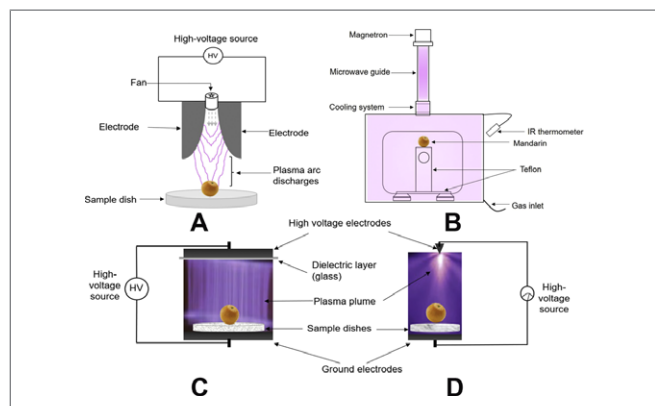 High-voltage source
HV
Fan
Electrode
Electrode
Plasma arc
discharges
Sample dish
A
Magnetron
Microwave guide
Cooling system
IR thermometer
Mandarin
Teflon
Gas inlet
B
High voltage electrodes
High-
voltage
source
HV
Dielectric layer
(glass)
Plasma plume
Sample dishes
Ground electrodes
High-
voltage
source
C
D